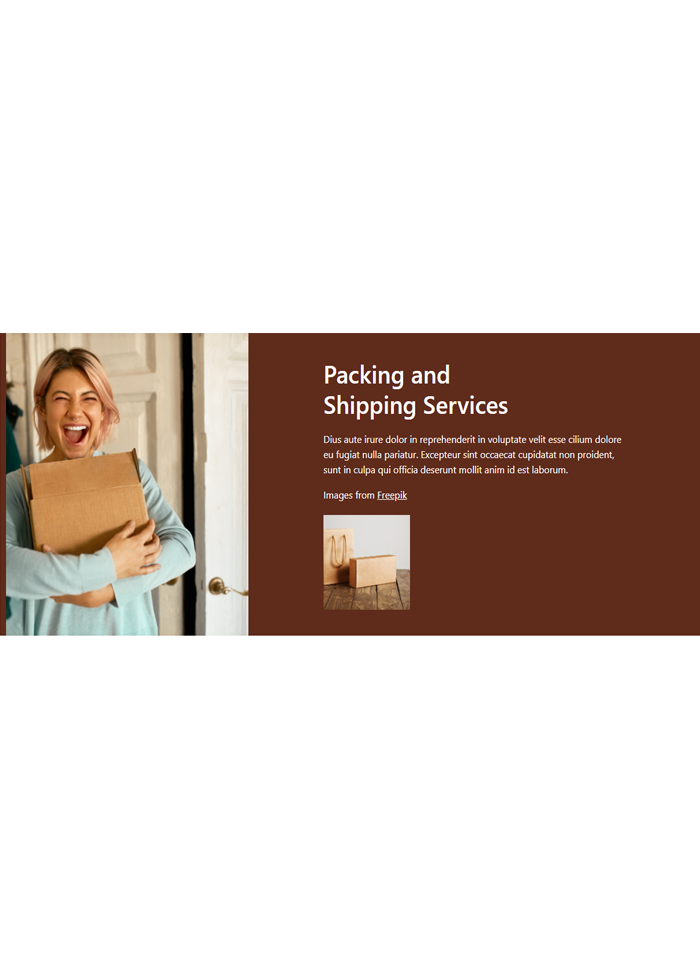 Packing and
Shipping Services
Dius aute irure dolor in reprehenderit in voluptate velit esse cilium dolore
eu fugiat nulla pariatur. Excepteur sint occaecat cupidatat non proident,
sunt in culpa qui officia deserunt mollit anim id est laborum.
Images from Freepik